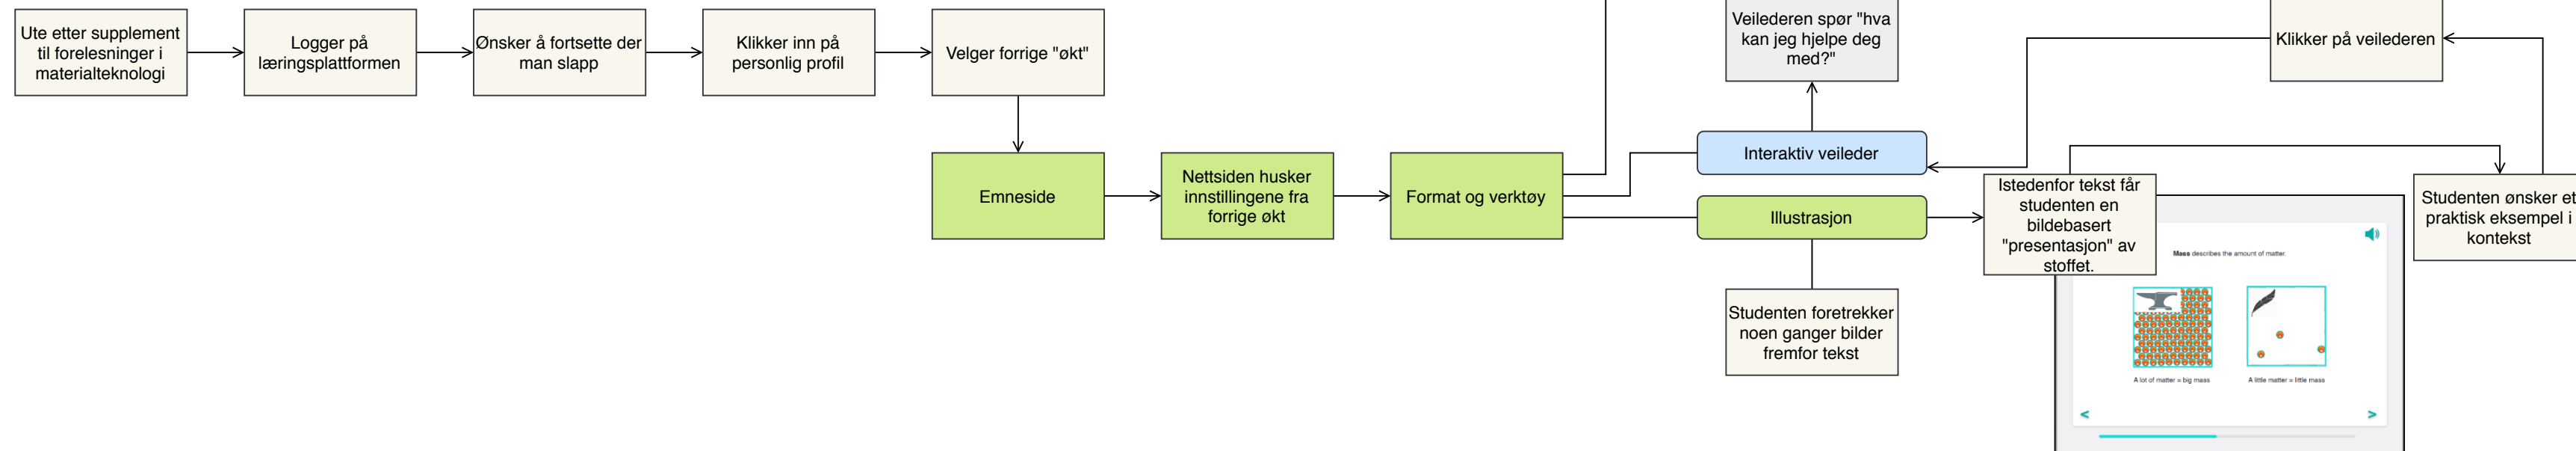 Ute etter supplement
til forelesninger i
materialteknologi
Logger på
læringsplattformen
Ønsker å fortsette der
man slapp
Klikker inn på
personlig profil
Velger forrige "økt"
Emneside
Nettsiden husker
innstillingene fra
forrige økt
Format og verktøy
Veilederen spør "hva
kan jeg hjelpe deg
med?"
Interaktiv veileder
Illustrasjon
Studenten foretrekker
noen ganger bilder
fremfor tekst
Istedenfor tekst får
studenten en
bildebasert
"presentasjon" av
stoffet.
Klikker på veilederen
Studenten ønsker et
praktisk eksempel i
kontekst
Mass describes the amount of matter.
A lot of matter = big mass
A little matter = little mass